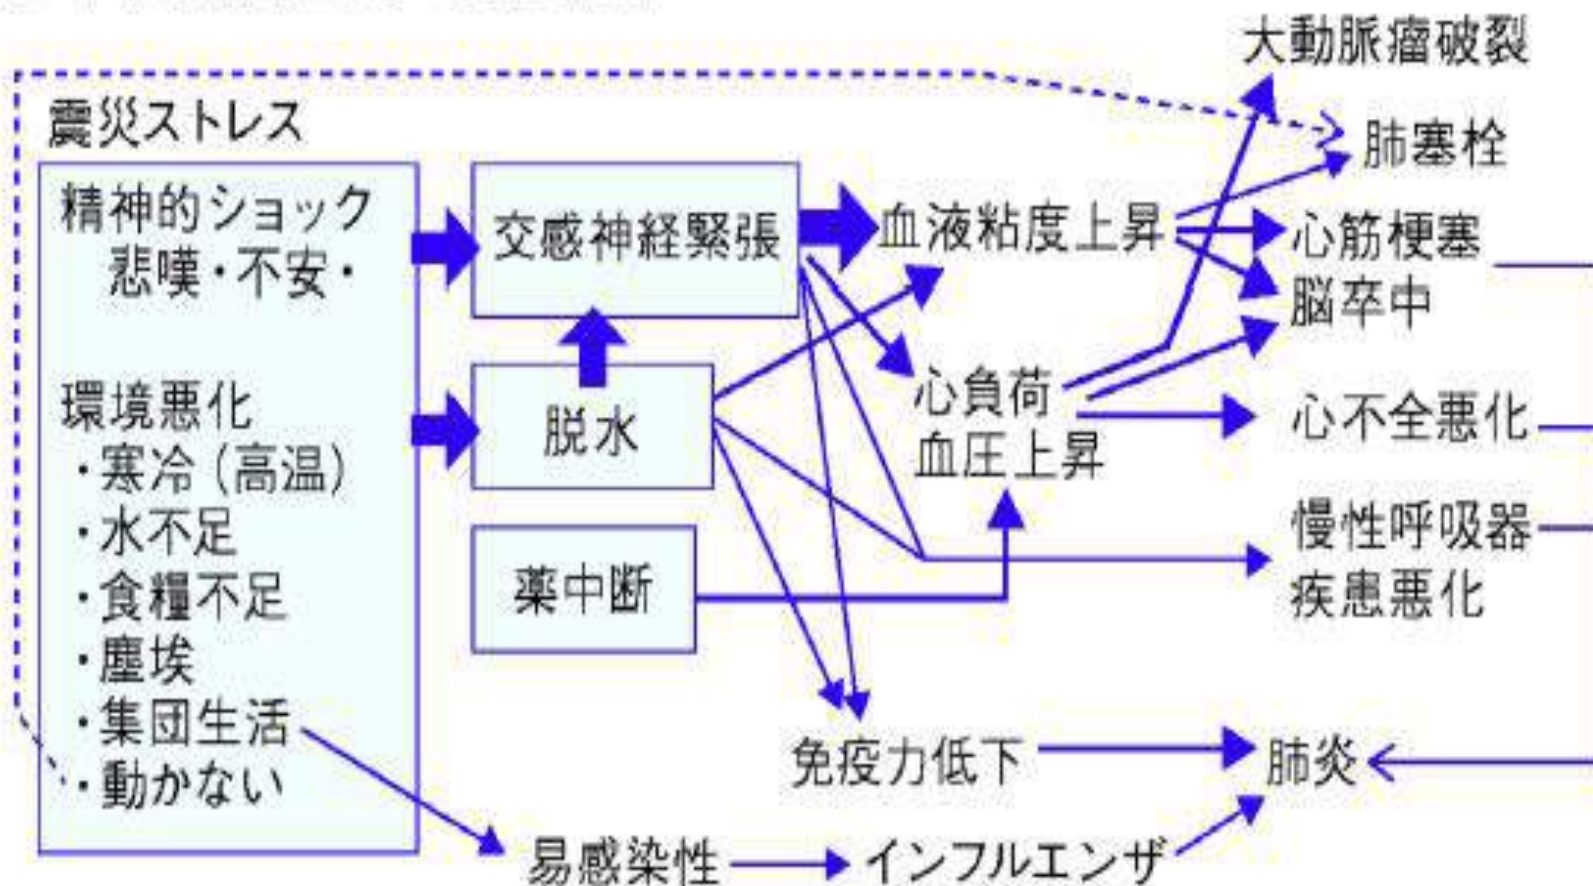 大動脈瘤破裂
震災ストレス
肺塞栓
精神的ショック
悲嘆・不安・
交感神経緊張
血液粘度上昇
心筋梗塞
脳卒中
環境悪化
・寒冷（高温）
・水不足
・食糧不足
・塵埃
・集団生活
・動かない
脱水
心負荷
血圧上昇
心不全悪化
薬中断
慢性呼吸器
疾患悪化
免疫力低下
肺炎
易感染性
インフルエンザ